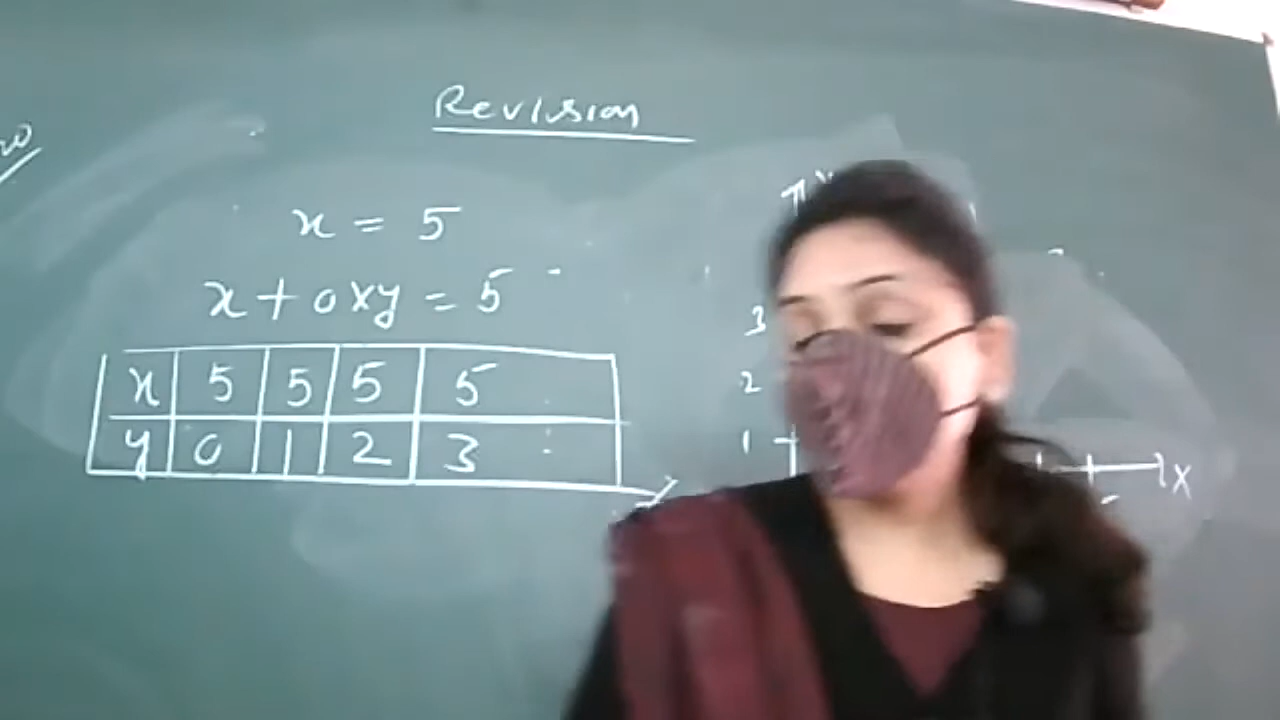 Revision
x = 5
x + 0xy = 5
x 5 5 5 5
y 0 1 2 3
3
2
1
X